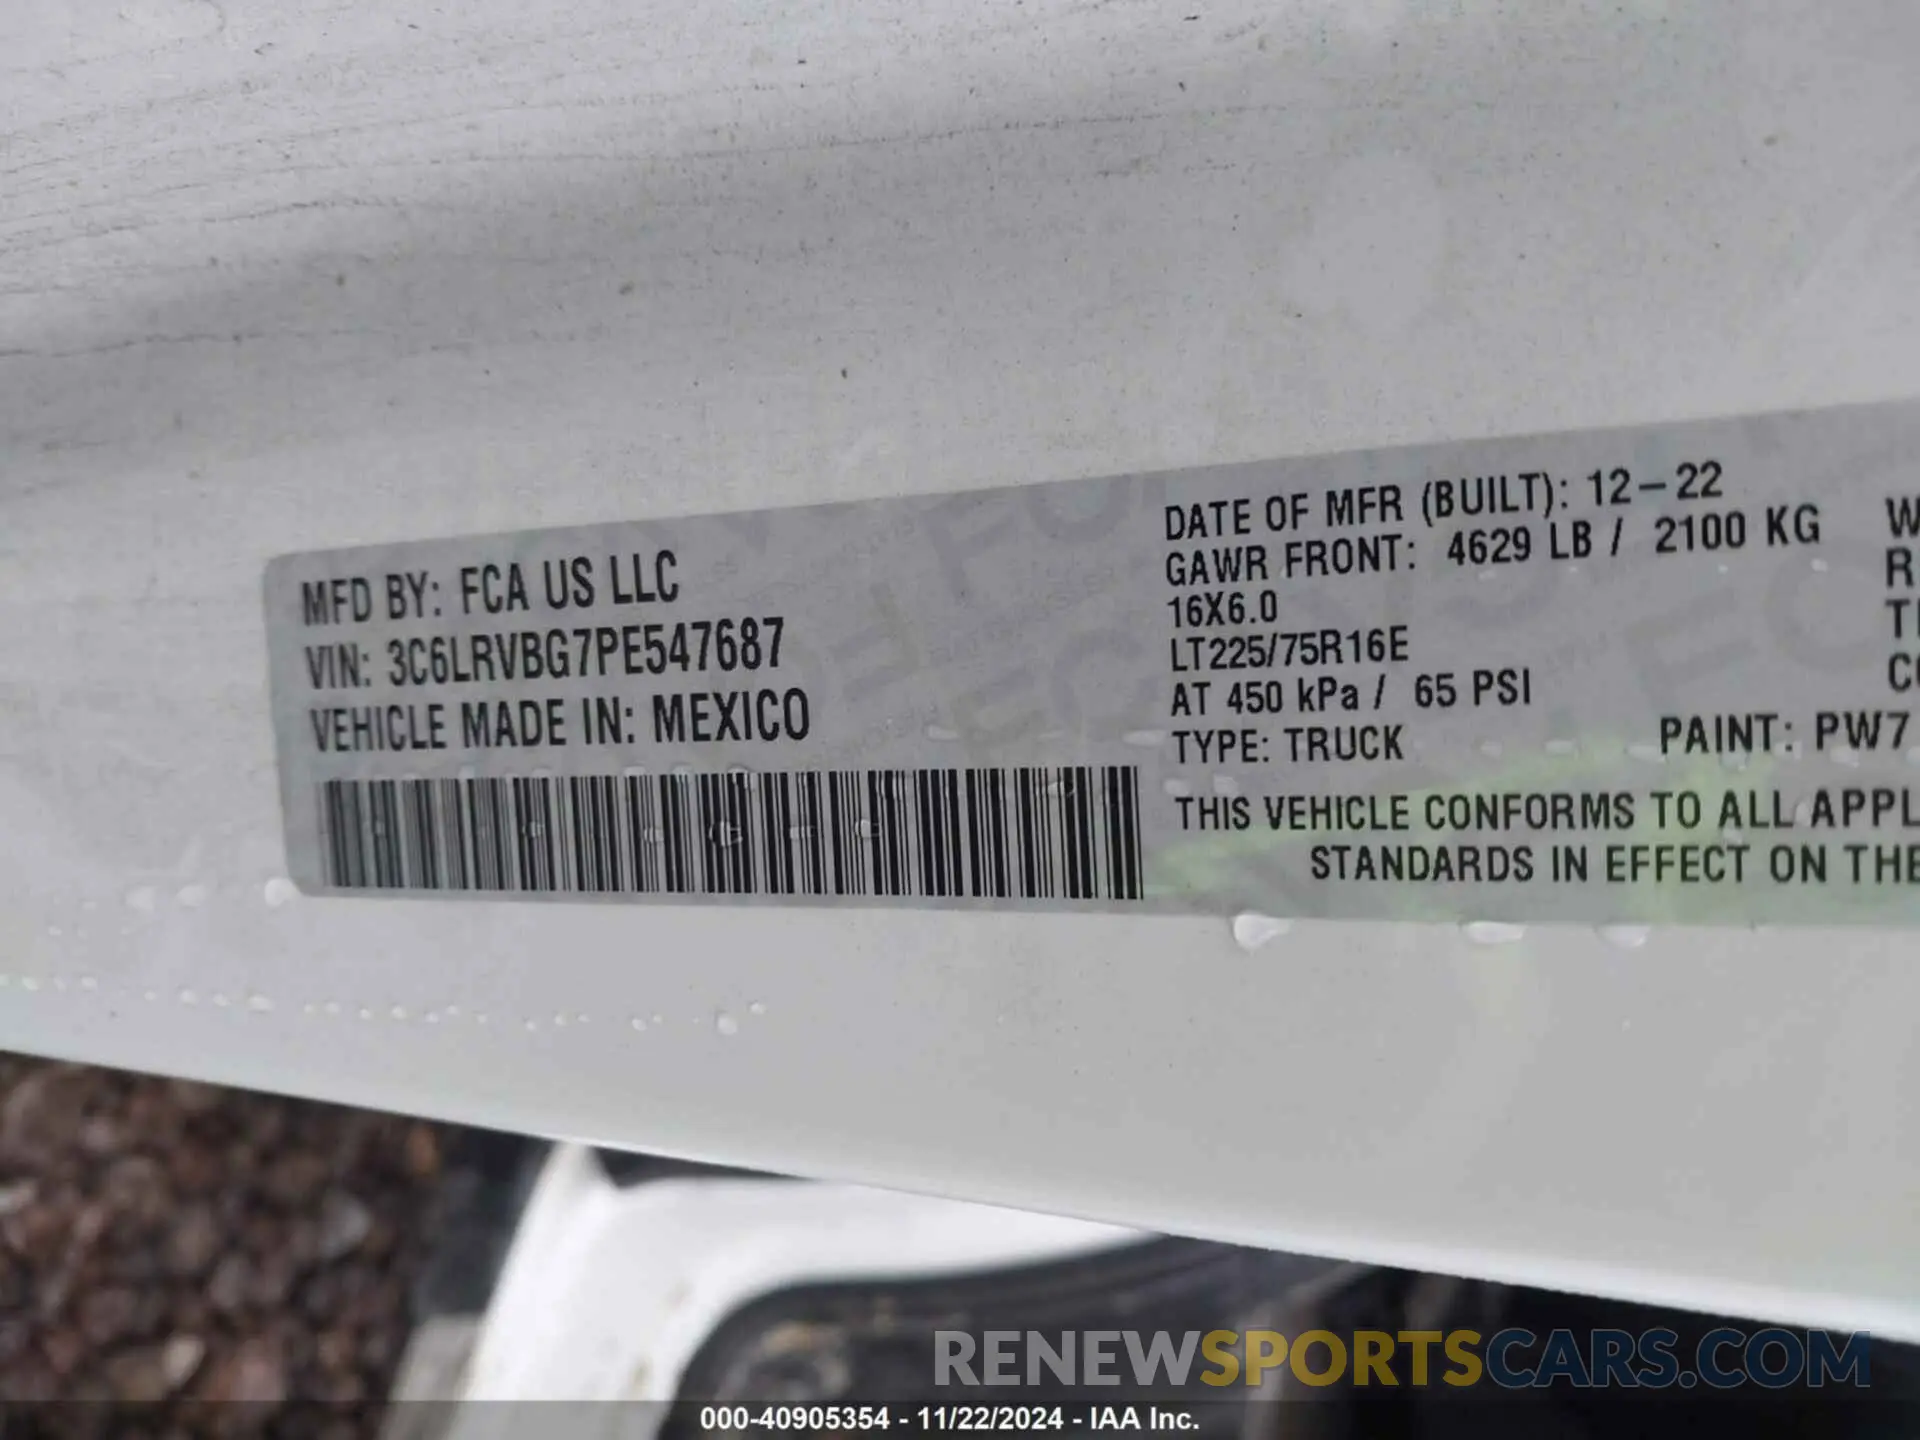 MFD BY: FCA US LLC
VIN: 3C6LRVBG7PE547687
VEHICLE MADE IN: MEXICO
DATE OF MFR (BUILT): 12-22
GAWR FRONT: 4629 LB / 2100 KG
16X6.0
LT225/75R16E
AT 450 kPa / 65 PSI
TYPE: TRUCK PAINT: PW7
THIS VEHICLE CONFORMS TO ALL APPL
STANDARDS IN EFFECT ON THE
W
R
TI
CO
RENEWSPORTSCARS.COM
000-40905354 - 11/22/2024 - IAA Inc.